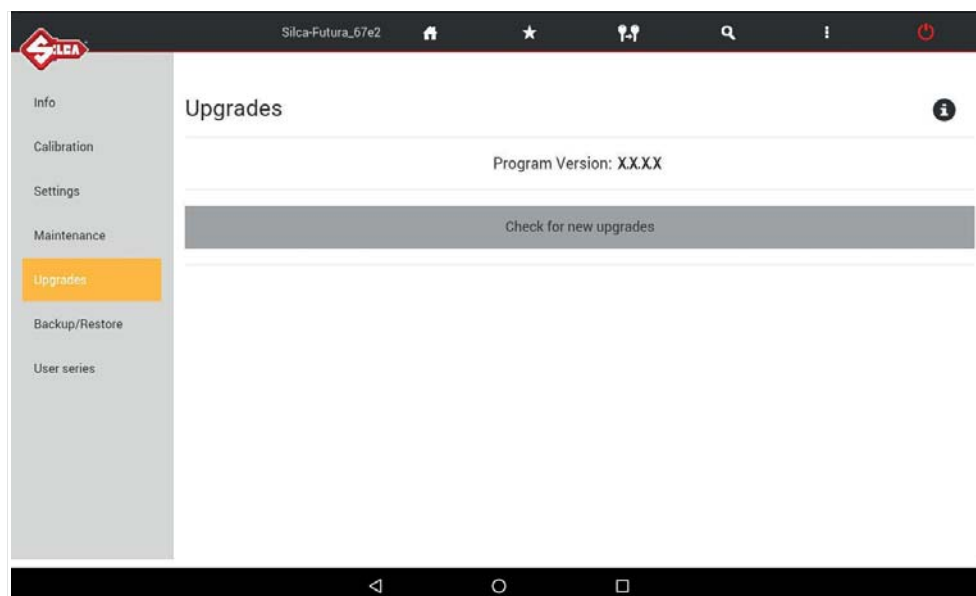 SILCA
Silca-Futura_67e2
Info
Calibration
Settings
Maintenance
Upgrades
Backup/Restore
User series
Upgrades
Program Version: X.X.X.X
Check for new upgrades